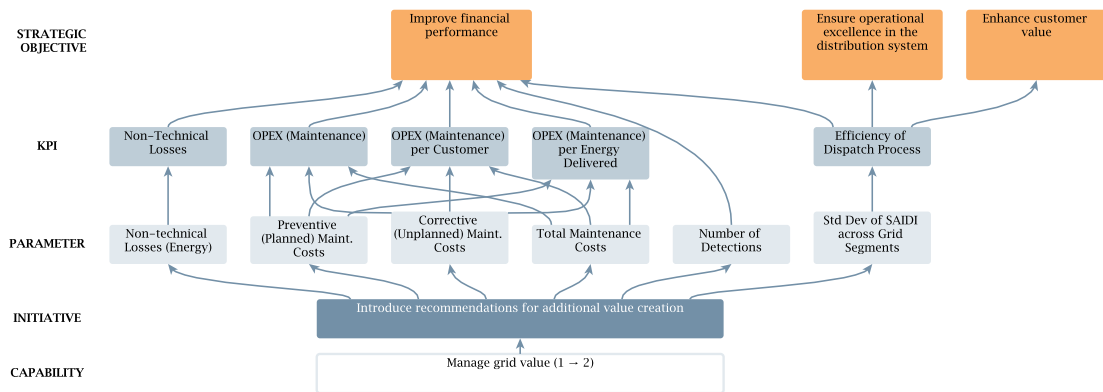 STRATEGIC
OBJECTIVE
Improve financial
performance
Ensure operational
excellence in the
distribution system
Enhance customer
value
KPI
Non-Technical
Losses
OPEX (Maintenance)
OPEX (Maintenance)
per Customer
OPEX (Maintenance)
per Energy
Delivered
Efficiency of
Dispatch Process
PARAMETER
Non-technical
Losses (Energy)
Preventive
(Planned) Maint.
Costs
Corrective
(Unplanned) Maint.
Costs
Total Maintenance
Costs
Number of
Detections
Std Dev of SAIDI
across Grid
Segments
INITIATIVE
Introduce recommendations for additional value creation
CAPABILITY
Manage grid value (1 → 2)